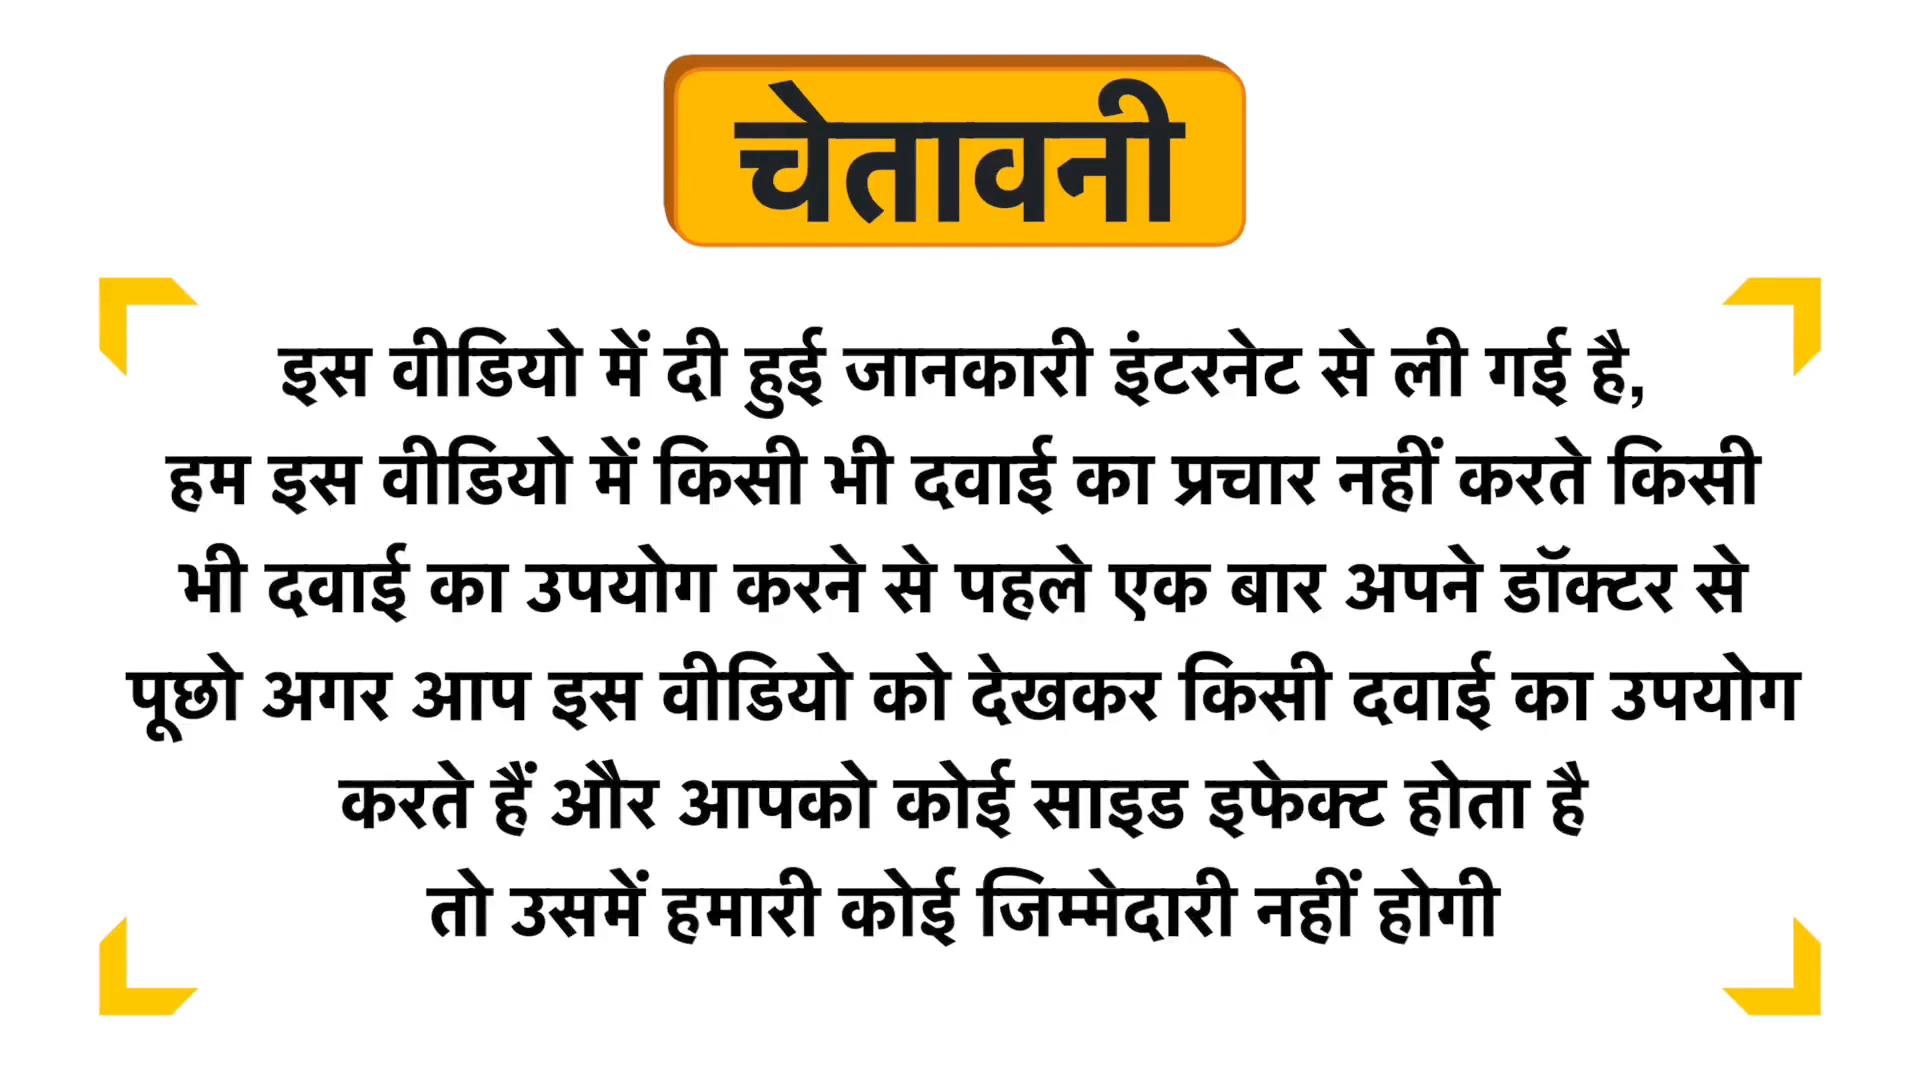 चेतावनी
इस वीडियो में दी हुई जानकारी इंटरनेट से ली गई है,
हम इस वीडियो में किसी भी दवाई का प्रचार नहीं करते किसी
भी दवाई का उपयोग करने से पहले एक बार अपने डॉक्टर से
पूछो अगर आप इस वीडियो को देखकर किसी दवाई का उपयोग
करते हैं और आपको कोई साइड इफेक्ट होता है
तो उसमें हमारी कोई जिम्मेदारी नहीं होगी